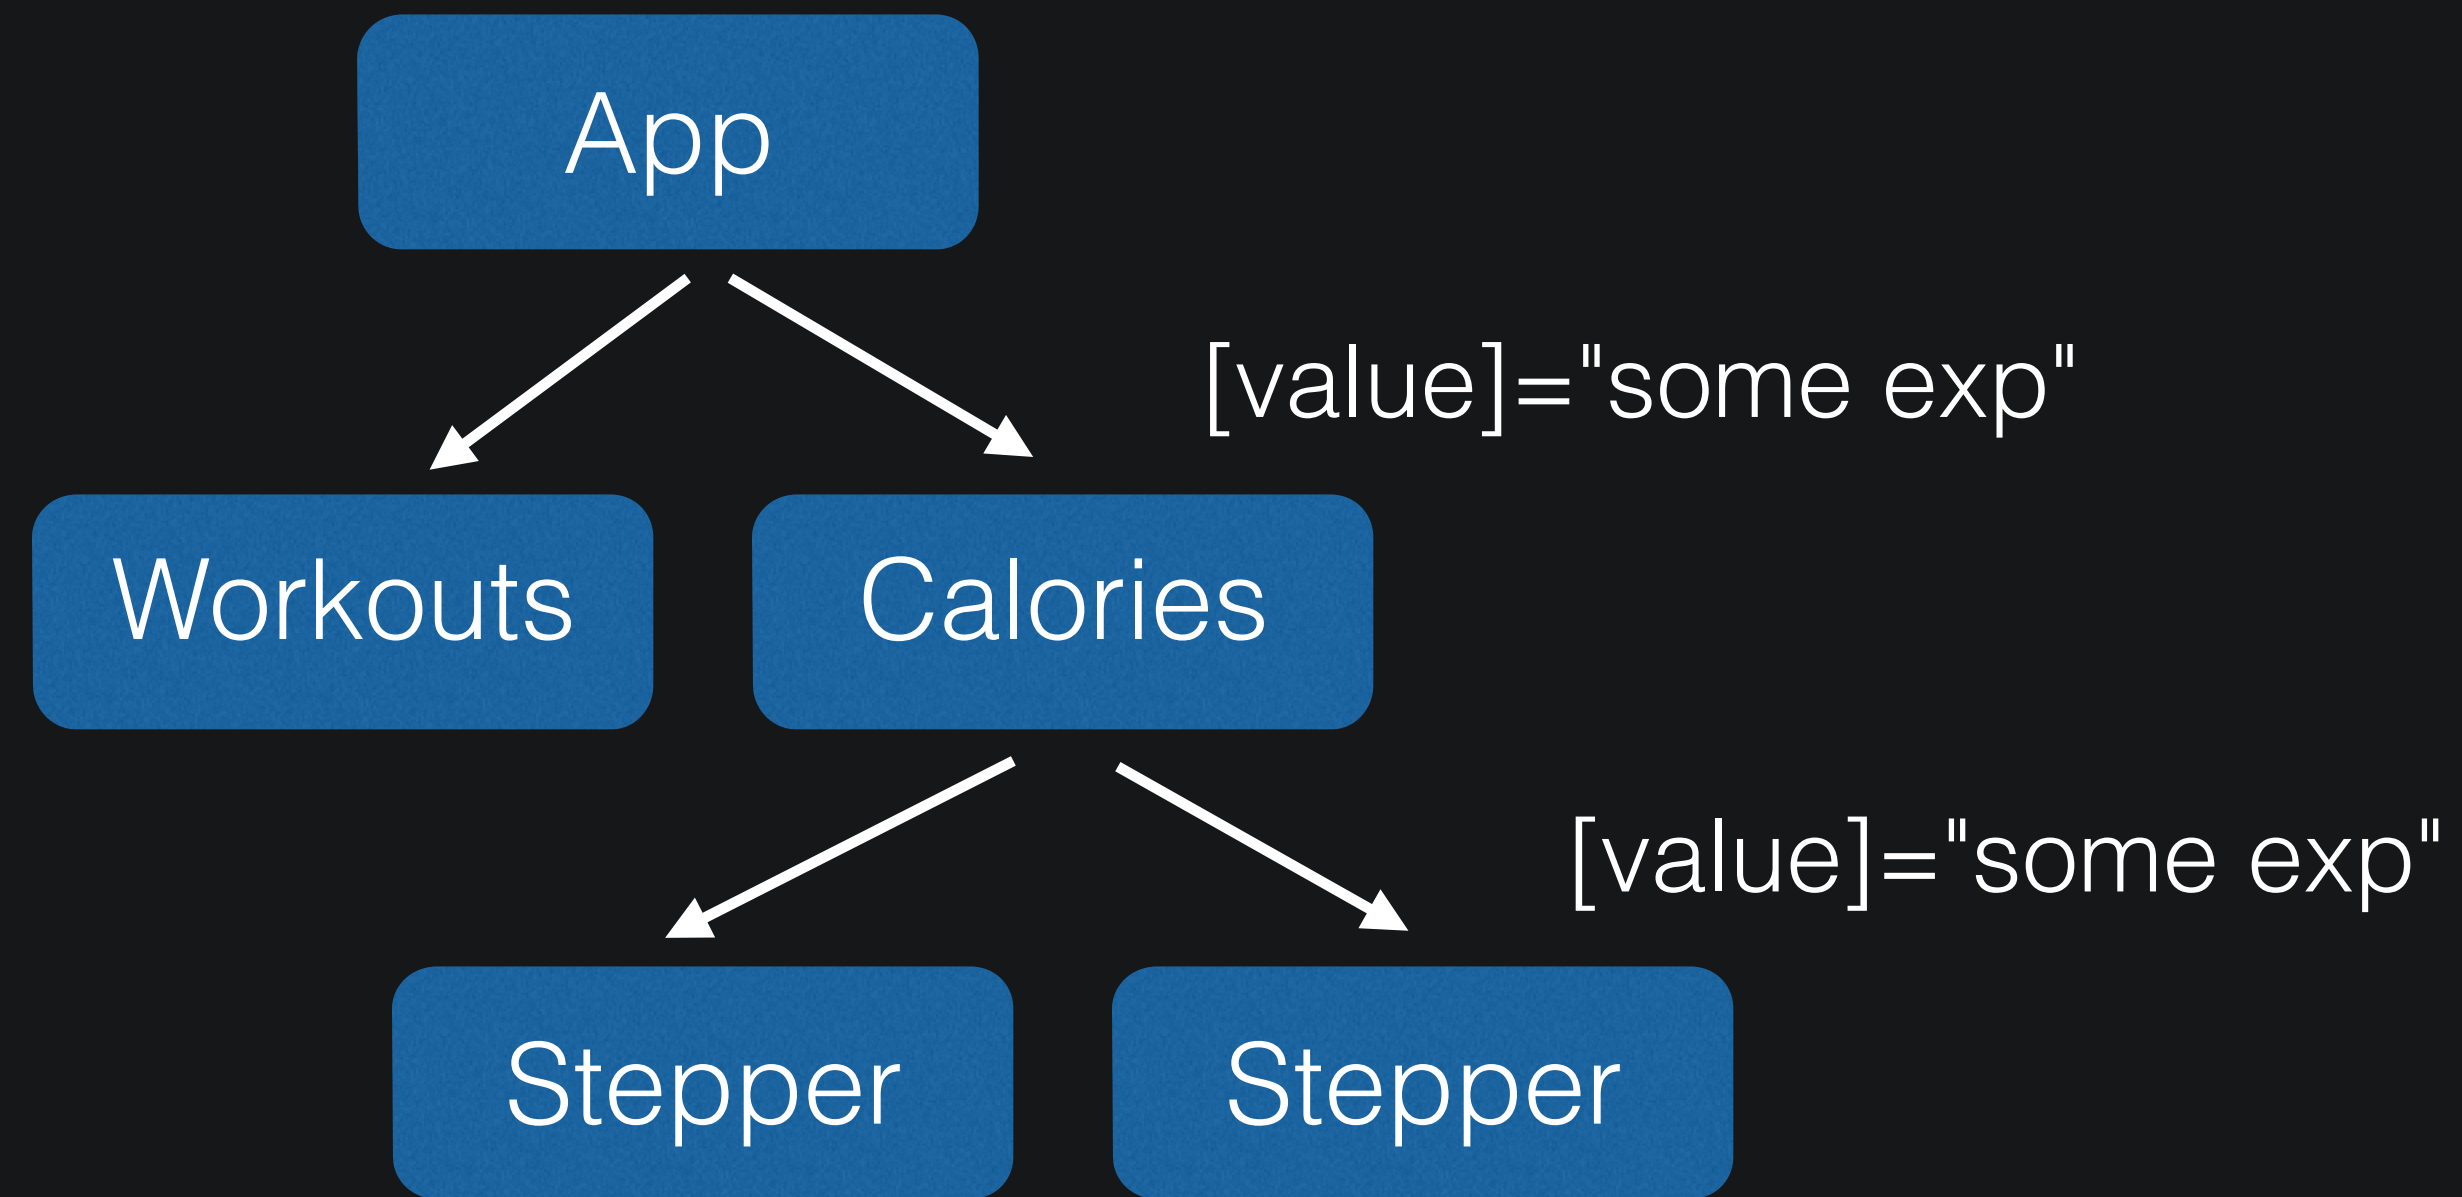 App
[value]="some exp"
Workouts
Calories
[value]="some exp"
Stepper
Stepper